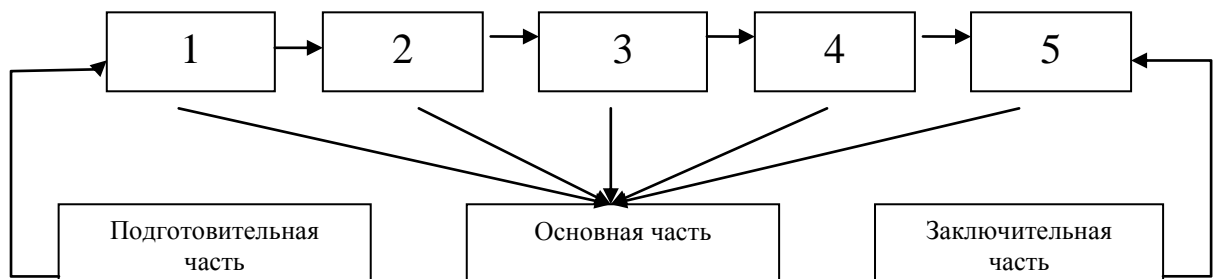 1 2 3 4 5
Подготовительная
часть
Основная часть
Заключительная
часть